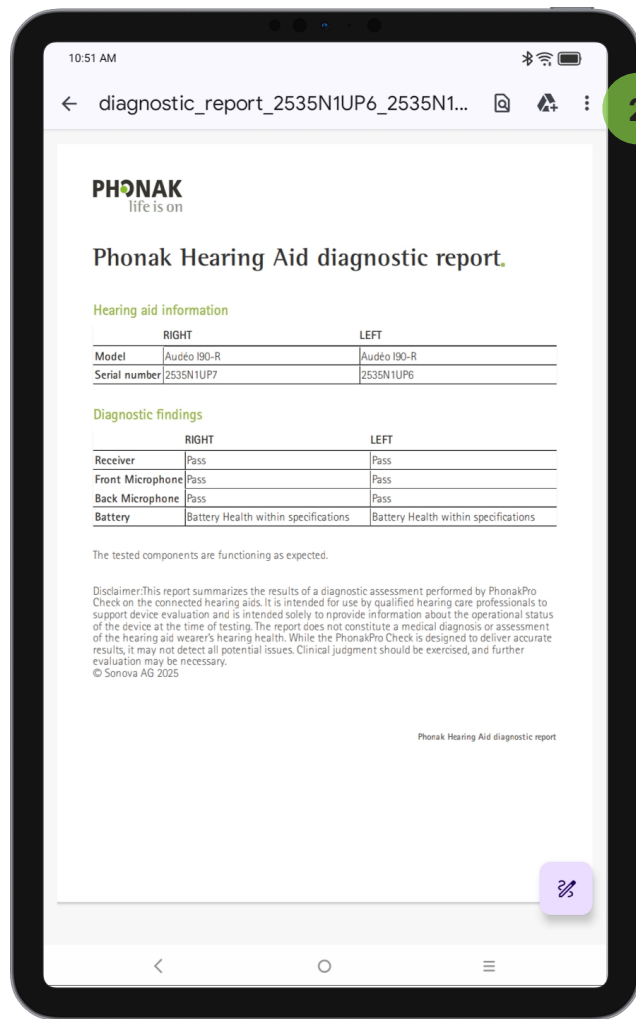 10:51 AM
diagnostic_report_2535N1UP6_2535N1...
2
PHONAK
life is on
Phonak Hearing Aid diagnostic report.
Hearing aid information
RIGHT LEFT
Model Audéo I90-R Audéo I90-R
Serial number 2535N1UP7 2535N1UP6
Diagnostic findings
RIGHT LEFT
Receiver Pass Pass
Front Microphone Pass Pass
Back Microphone Pass Pass
Battery Battery Health within specifications Battery Health within specifications
The tested components are functioning as expected.
Disclaimer:This report summarizes the results of a diagnostic assessment performed by PhonakPro
Check on the connected hearing aids. It is intended for use by qualified hearing care professionals to
support device evaluation and is intended solely to nprovide information about the operational status
of the device at the time of testing. The report does not constitute a medical diagnosis or assessment
of the hearing aid wearer's hearing health. While the PhonakPro Check is designed to deliver accurate
results, it may not detect all potential issues. Clinical judgment should be exercised, and further
evaluation may be necessary.
© Sonova AG 2025
Phonak Hearing Aid diagnostic report